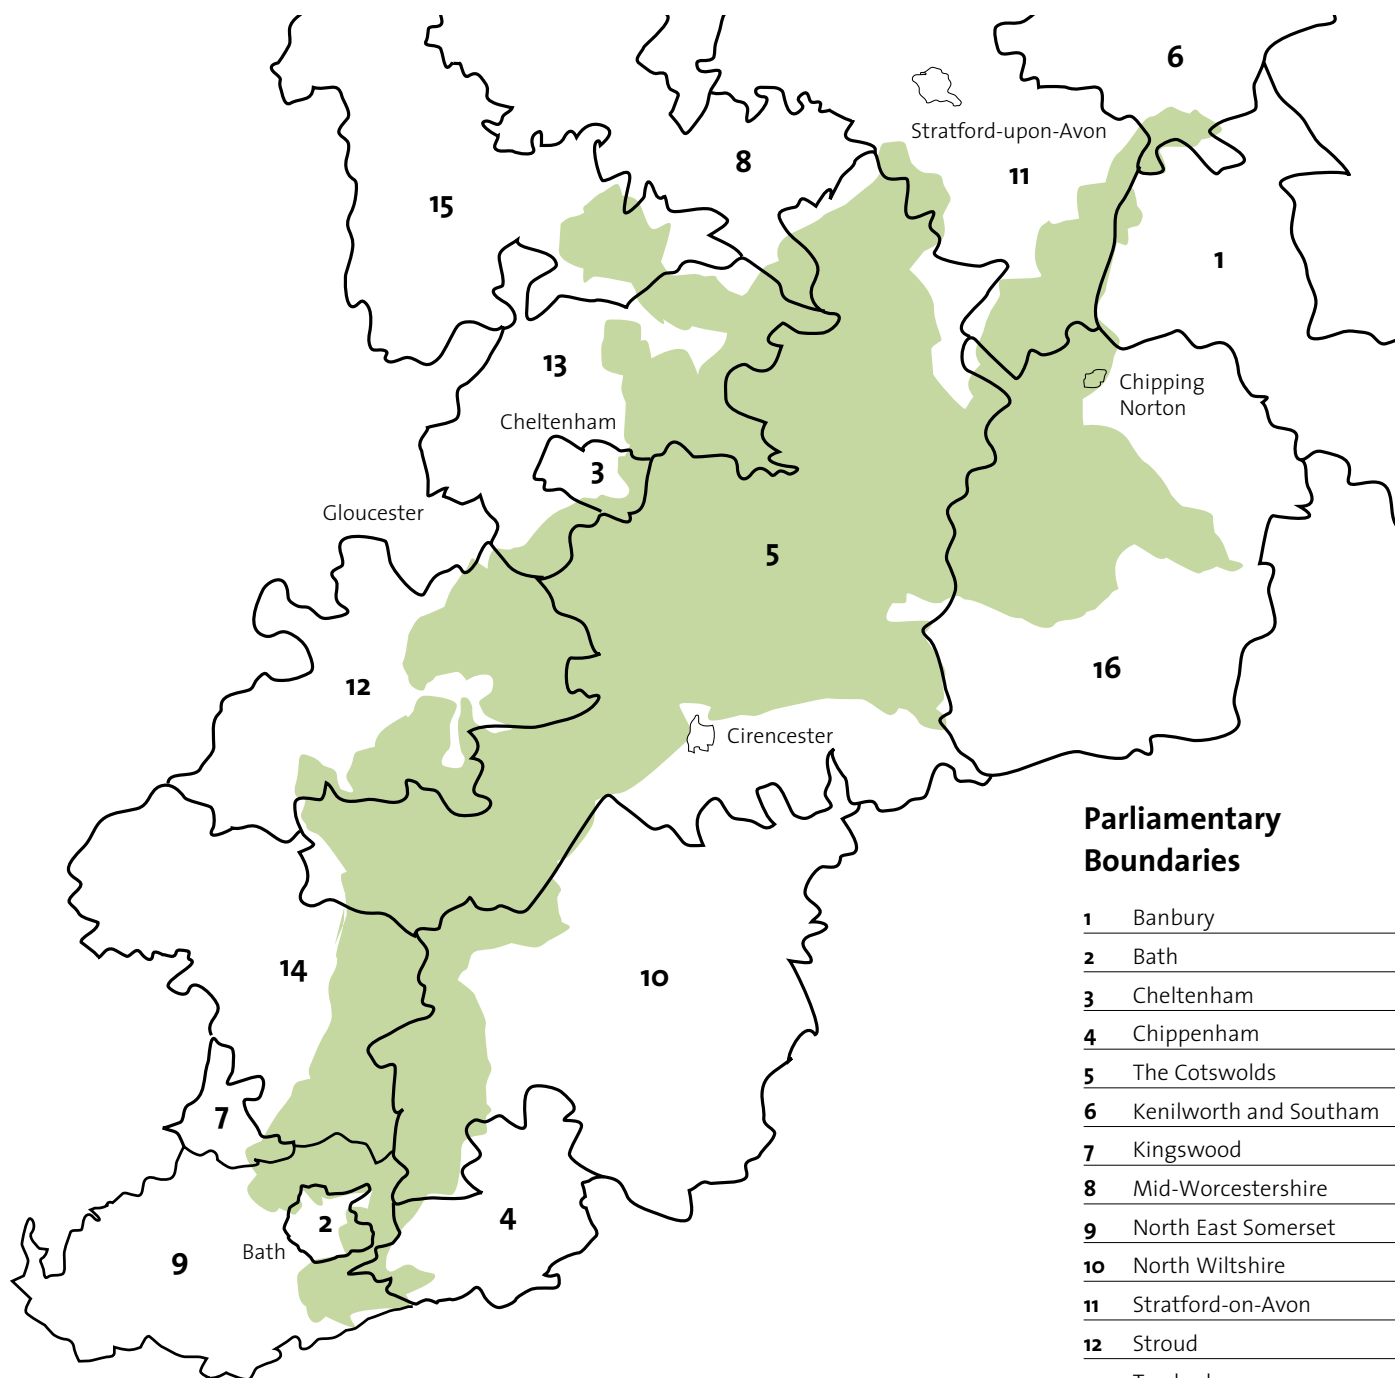 6
Stratford-upon-Avon
8
11
15
1
13
Chipping
Norton
Cheltenham
3
Gloucester
5
16
12
Cirencester
14
10
7
2
4
Bath
9
Parliamentary
Boundaries
1 Banbury
2 Bath
3 Cheltenham
4 Chippenham
5 The Cotswolds
6 Kenilworth and Southam
7 Kingswood
8 Mid-Worcestershire
9 North East Somerset
10 North Wiltshire
11 Stratford-on-Avon
12 Stroud